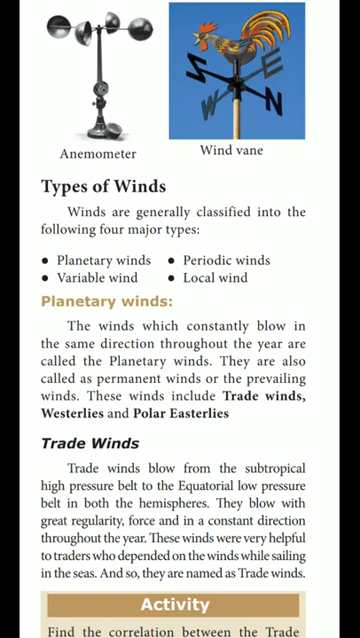 N E
W N
Anemometer
Wind vane
Types of Winds
Winds are generally classified into the
following four major types:
● Planetary winds ● Periodic winds
● Variable wind ● Local wind
Planetary winds:
The winds which constantly blow in
the same direction throughout the year are
called the Planetary winds. They are also
called as permanent winds or the prevailing
winds. These winds include Trade winds,
Westerlies and Polar Easterlies
Trade Winds
Trade winds blow from the subtropical
high pressure belt to the Equatorial low pressure
belt in both the hemispheres. They blow with
great regularity, force and in a constant direction
throughout the year. These winds were very helpful
to traders who depended on the winds while sailing
in the seas. And so, they are named as Trade winds.
Activity
Find the correlation between the Trade